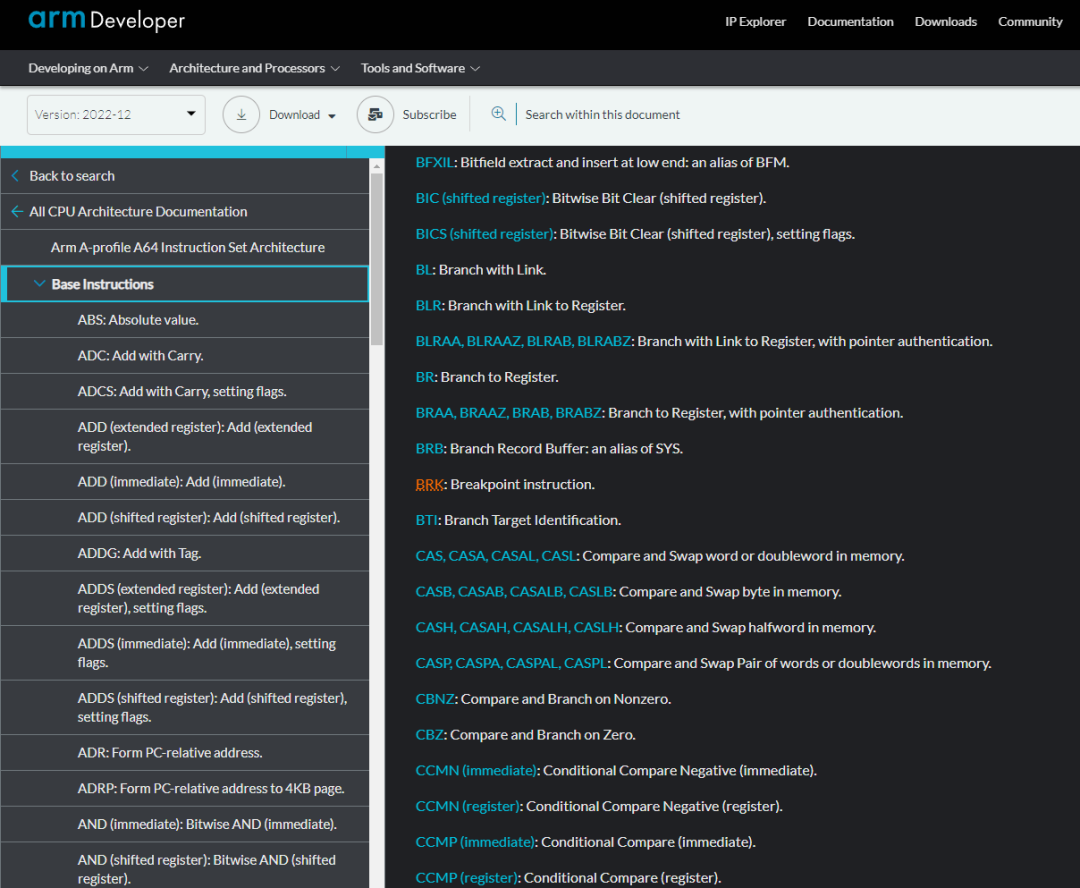 arm Developer
IP Explorer Documentation Downloads Community
Developing on Arm Architecture and Processors Tools and Software
Version: 2022-12 Download Subscribe Search within this document
Back to search
All CPU Architecture Documentation
Arm A-profile A64 Instruction Set Architecture
Base Instructions
ABS: Absolute value.
ADC: Add with Carry.
ADCS: Add with Carry, setting flags.
ADD (extended register): Add (extended
register).
ADD (immediate): Add (immediate).
ADD (shifted register): Add (shifted register).
ADDG: Add with Tag.
ADDS (extended register): Add (extended
register), setting flags.
ADDS (immediate): Add (immediate), setting
flags.
ADDS (shifted register): Add (shifted register),
setting flags.
ADR: Form PC-relative address.
ADRP: Form PC-relative address to 4KB page.
AND (immediate): Bitwise AND (immediate).
AND (shifted register): Bitwise AND (shifted
register).
BFXIL: Bitfield extract and insert at low end: an alias of BFM.
BIC (shifted register): Bitwise Bit Clear (shifted register).
BICS (shifted register): Bitwise Bit Clear (shifted register), setting flags.
BL: Branch with Link.
BLR: Branch with Link to Register.
BLRAA, BLRAAZ, BLRAB, BLRABZ: Branch with Link to Register, with pointer authentication.
BR: Branch to Register.
BRAA, BRAAZ, BRAB, BRABZ: Branch to Register, with pointer authentication.
BRB: Branch Record Buffer: an alias of SYS.
BRK: Breakpoint instruction.
BTI: Branch Target Identification.
CAS, CASA, CASAL, CASL: Compare and Swap word or doubleword in memory.
CASB, CASAB, CASALB, CASLB: Compare and Swap byte in memory.
CASH, CASAH, CASALH, CASLH: Compare and Swap halfword in memory.
CASP, CASPA, CASPAL, CASPL: Compare and Swap Pair of words or doublewords in memory.
CBNZ: Compare and Branch on Nonzero.
CBZ: Compare and Branch on Zero.
CCMN (immediate): Conditional Compare Negative (immediate).
CCMN (register): Conditional Compare Negative (register).
CCMP (immediate): Conditional Compare (immediate).
CCMP (register): Conditional Compare (register).